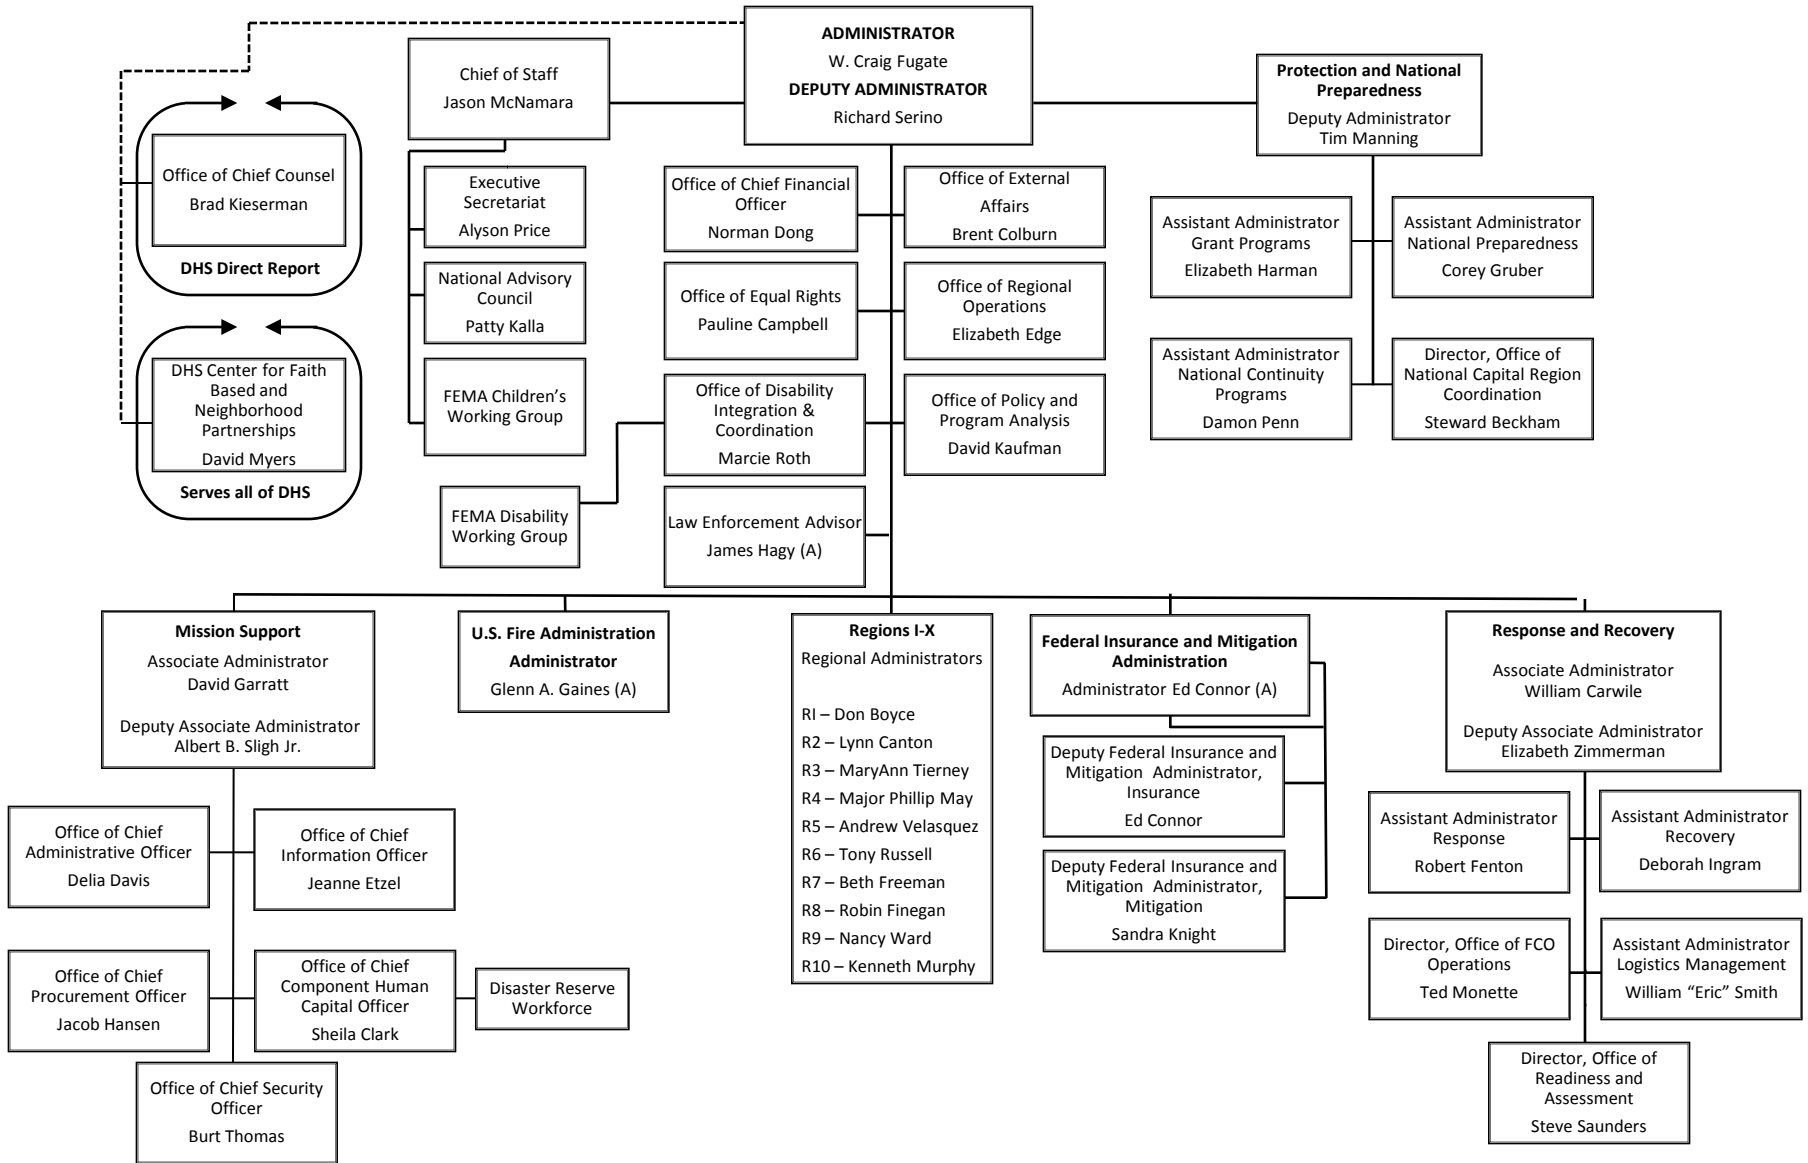 ADMINISTRATOR
W. Craig Fugate
DEPUTY ADMINISTRATOR
Richard Serino
Chief of Staff
Jason McNamara
Protection and National
Preparedness
Deputy Administrator
Tim Manning
Office of Chief Counsel
Brad Kieserman
DHS Direct Report
DHS Center for Faith
Based and
Neighborhood
Partnerships
David Myers
Serves all of DHS
Executive
Secretariat
Alyson Price
National Advisory
Council
Patty Kalla
FEMA Children’s
Working Group
Office of Chief Financial
Officer
Norman Dong
Office of External
Affairs
Brent Colburn
Office of Equal Rights
Pauline Campbell
Office of Regional
Operations
Elizabeth Edge
Office of Disability
Integration &
Coordination
Marcie Roth
Office of Policy and
Program Analysis
David Kaufman
FEMA Disability
Working Group
Law Enforcement Advisor
James Hagy (A)
Assistant Administrator
Grant Programs
Elizabeth Harman
Assistant Administrator
National Preparedness
Corey Gruber
Assistant Administrator
National Continuity
Programs
Damon Penn
Director, Office of
National Capital Region
Coordination
Steward Beckham
Mission Support
Associate Administrator
David Garratt
Deputy Associate Administrator
Albert B. Sligh Jr.
Office of Chief
Administrative Officer
Delia Davis
Office of Chief
Information Officer
Jeanne Etzel
Office of Chief
Procurement Officer
Jacob Hansen
Office of Chief
Component Human
Capital Officer
Sheila Clark
Disaster Reserve
Workforce
Office of Chief Security
Officer
Burt Thomas
U.S. Fire Administration
Administrator
Glenn A. Gaines (A)
Regions I-X
Regional Administrators
RI – Don Boyce
R2 – Lynn Canton
R3 – MaryAnn Tierney
R4 – Major Phillip May
R5 – Andrew Velasquez
R6 – Tony Russell
R7 – Beth Freeman
R8 – Robin Finegan
R9 – Nancy Ward
R10 – Kenneth Murphy
Federal Insurance and Mitigation
Administration
Administrator Ed Connor (A)
Deputy Federal Insurance and
Mitigation Administrator,
Insurance
Ed Connor
Deputy Federal Insurance and
Mitigation Administrator,
Mitigation
Sandra Knight
Response and Recovery
Associate Administrator
William Carwile
Deputy Associate Administrator
Elizabeth Zimmerman
Assistant Administrator
Response
Robert Fenton
Assistant Administrator
Recovery
Deborah Ingram
Director, Office of FCO
Operations
Ted Monette
Assistant Administrator
Logistics Management
William “Eric” Smith
Director, Office of
Readiness and
Assessment
Steve Saunders